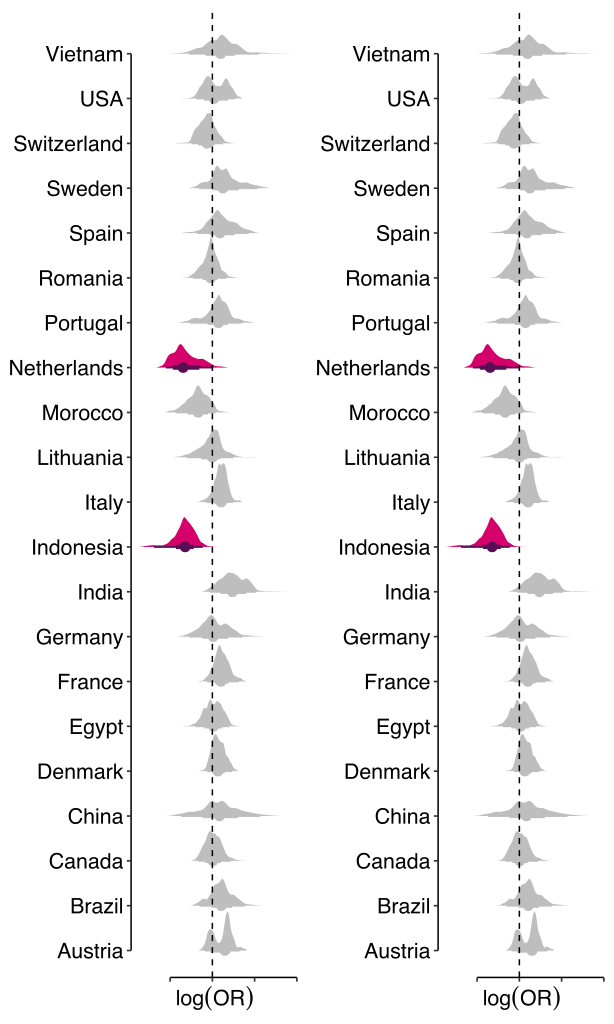 Vietnam
USA
Switzerland
Sweden
Spain
Romania
Portugal
Netherlands
Morocco
Lithuania
Italy
Indonesia
India
Germany
France
Egypt
Denmark
China
Canada
Brazil
Austria
log(OR)
Vietnam
USA
Switzerland
Sweden
Spain
Romania
Portugal
Netherlands
Morocco
Lithuania
Italy
Indonesia
India
Germany
France
Egypt
Denmark
China
Canada
Brazil
Austria
log(OR)